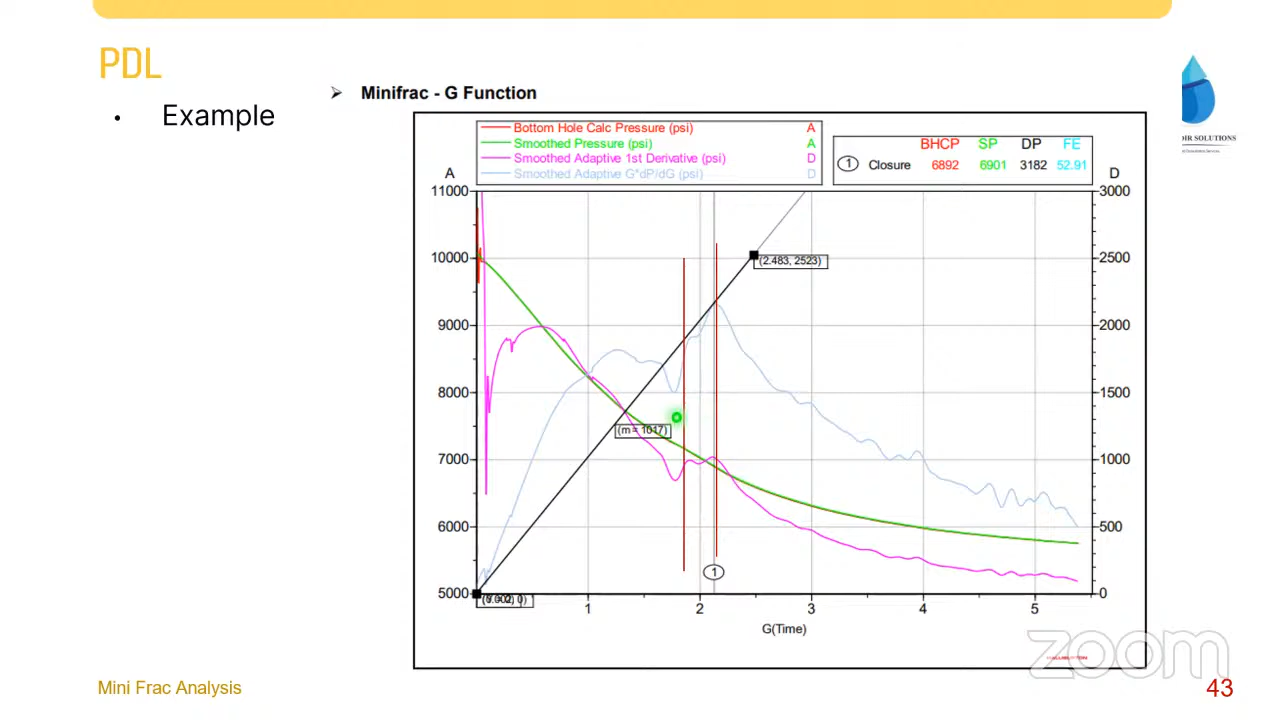 PDL
• Example
➢ Minifrac - G Function
Bottom Hole Calc Pressure (psi) A
Smoothed Pressure (psi) A
Smoothed Adaptive 1st Derivative (psi) D
Smoothed Adaptive G*dP/dG (psi) D
BHCP SP DP FE
1 Closure 6892 6901 3182 52.91
OIR SOLUTIONS
A
D
11000
10000
9000
8000
7000
6000
5000
3000
2500
2000
1500
1000
500
0
(2.483, 2523)
(m = 1017)
1
1 2 3 4 5
G(Time)
HALLIBURTON
zoom
Mini Frac Analysis
43